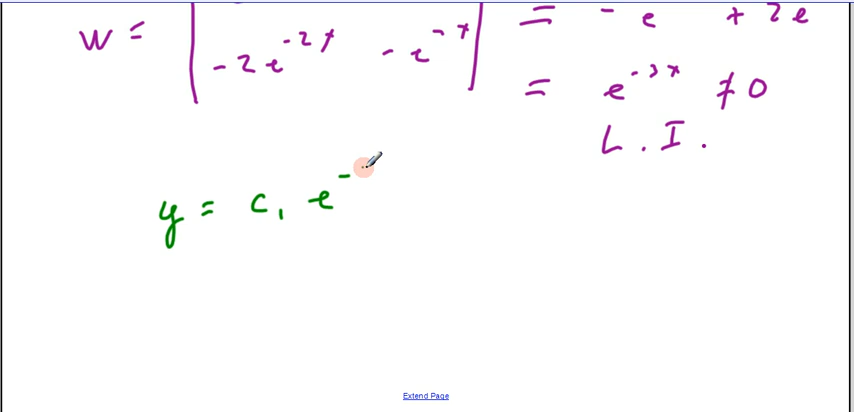 W = | -2e^{-2x} -e^{-x} | = - e + 2e
= e^{-3x} ≠ 0
L. I.
y = c₁ e^{-
Extend Page